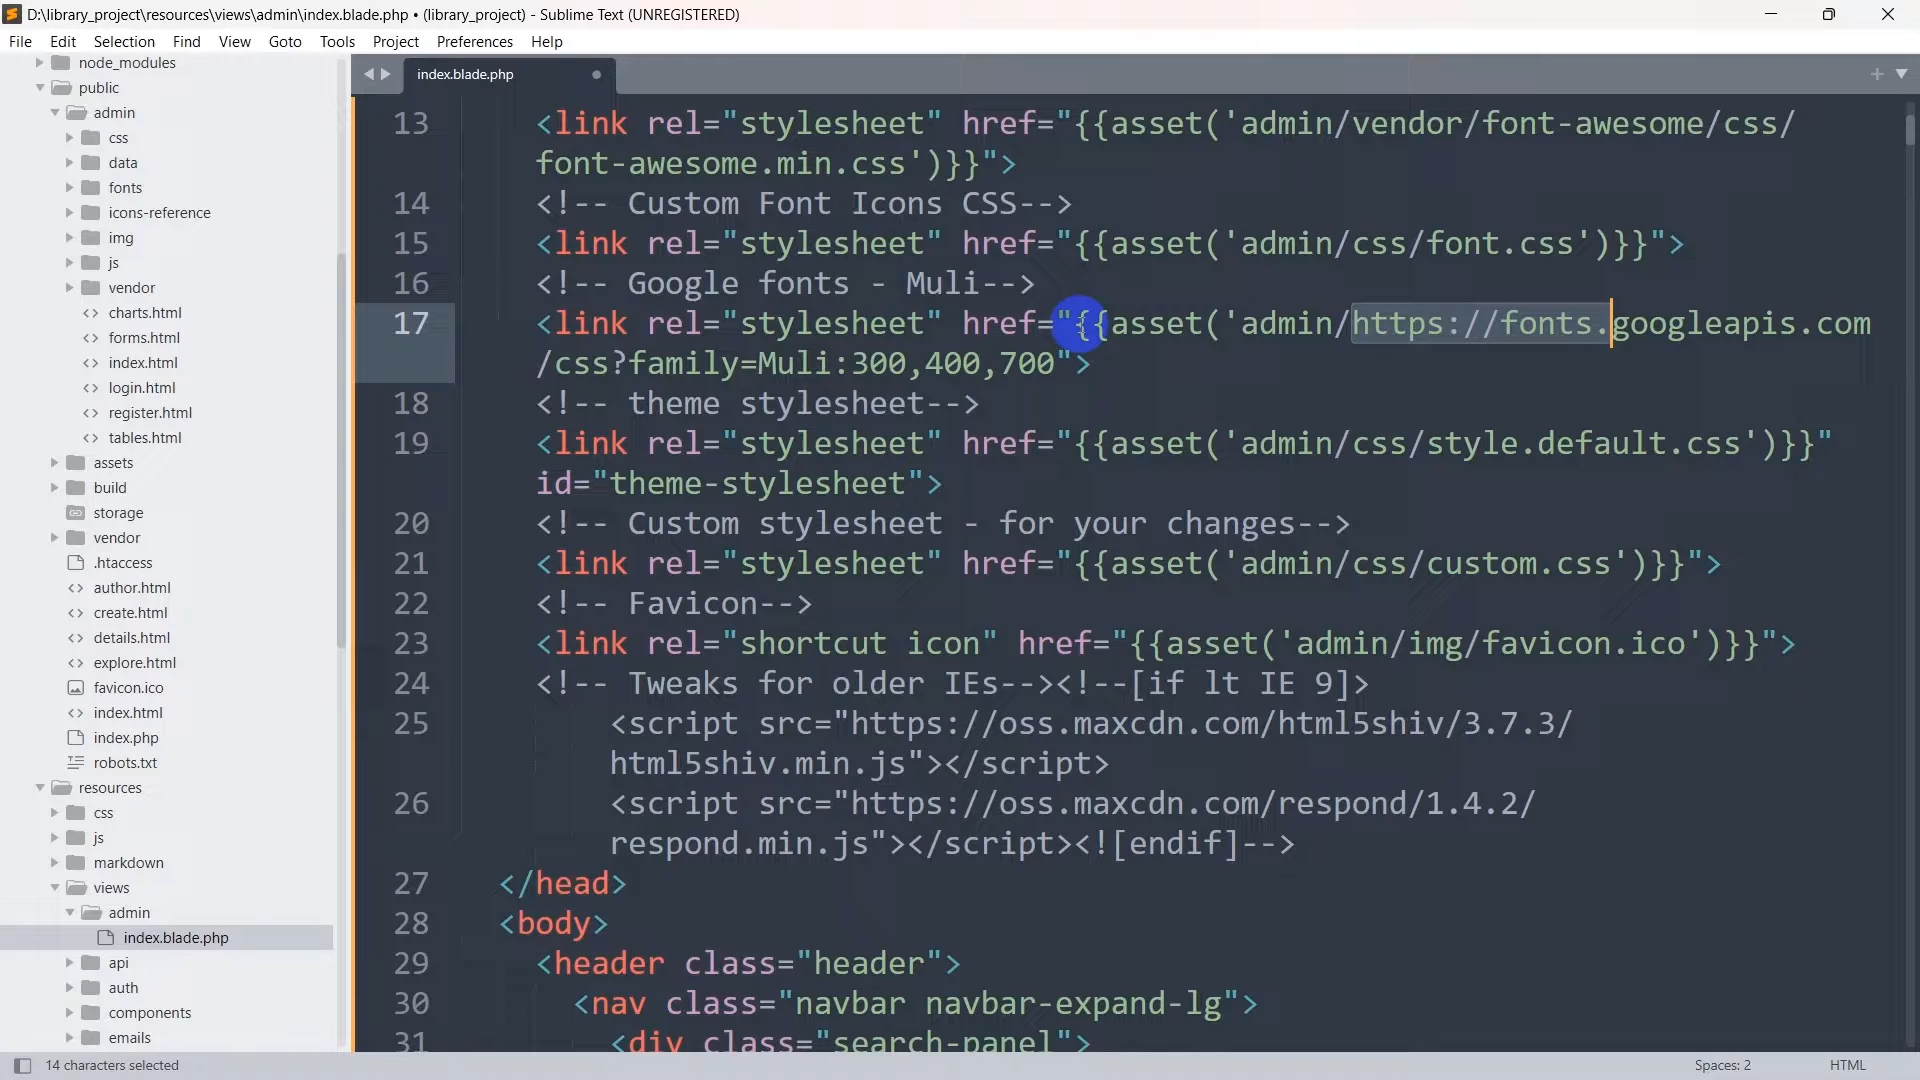 D:\library_project\resources\views\admin\index.blade.php • (library_project) - Sublime Text (UNREGISTERED)
File Edit Selection Find View Goto Tools Project Preferences Help
node_modules
public
admin
css
data
fonts
icons-reference
img
js
vendor
charts.html
forms.html
index.html
login.html
register.html
tables.html
assets
build
storage
vendor
.htaccess
author.html
create.html
details.html
explore.html
favicon.ico
index.html
index.php
robots.txt
resources
css
js
markdown
views
admin
index.blade.php
api
auth
components
emails
index.blade.php
13 <link rel="stylesheet" href="{{asset('admin/vendor/font-awesome/css/
font-awesome.min.css')}}">
14 <!-- Custom Font Icons CSS-->
15 <link rel="stylesheet" href="{{asset('admin/css/font.css')}}">
16 <!-- Google fonts - Muli-->
17 <link rel="stylesheet" href="{{asset('admin/https://fonts.googleapis.com
/css?family=Muli:300,400,700">
18 <!-- theme stylesheet-->
19 <link rel="stylesheet" href="{{asset('admin/css/style.default.css')}}"
id="theme-stylesheet">
20 <!-- Custom stylesheet - for your changes-->
21 <link rel="stylesheet" href="{{asset('admin/css/custom.css')}}">
22 <!-- Favicon-->
23 <link rel="shortcut icon" href="{{asset('admin/img/favicon.ico')}}">
24 <!-- Tweaks for older IEs--><!--[if lt IE 9]>
25 <script src="https://oss.maxcdn.com/html5shiv/3.7.3/
html5shiv.min.js"></script>
26 <script src="https://oss.maxcdn.com/respond/1.4.2/
respond.min.js"></script><![endif]-->
27 </head>
28 <body>
29 <header class="header">
30 <nav class="navbar navbar-expand-lg">
31 <div class="search-panel">
14 characters selected
Spaces: 2
HTML